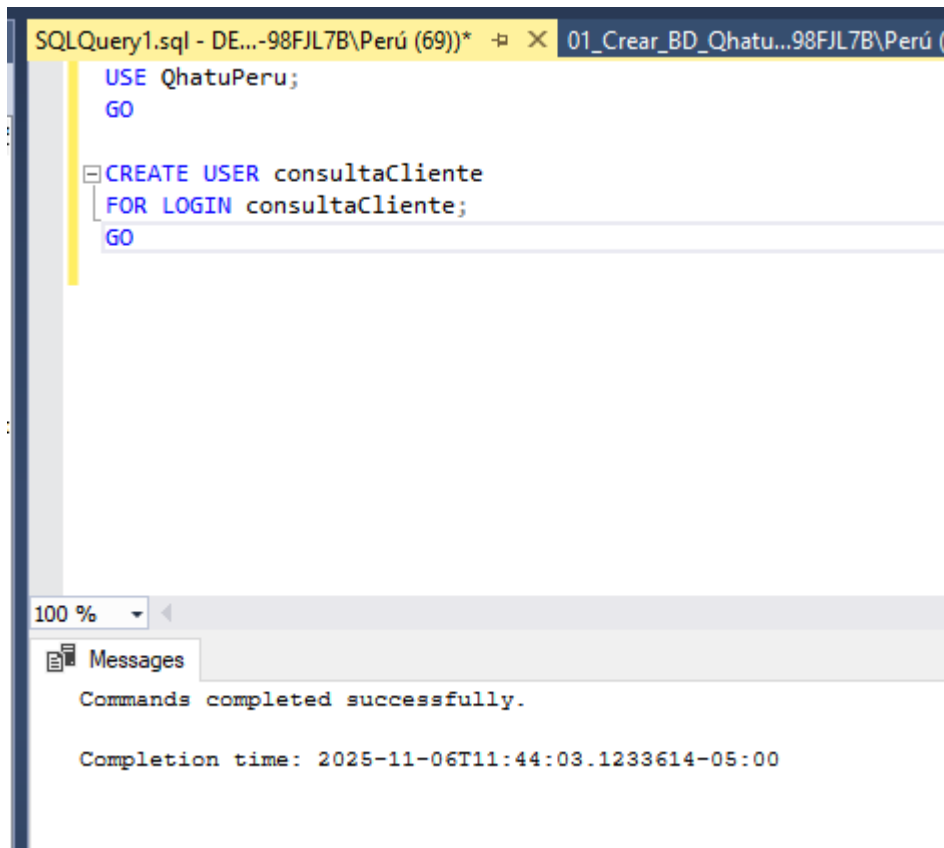 SQLQuery1.sql - DE...-98FJL7B\Perú (69))*
01_Crear_BD_Qhatu...98FJL7B\Perú (
USE QhatuPeru;
GO
CREATE USER consultaCliente
FOR LOGIN consultaCliente;
GO
100 %
Messages
Commands completed successfully.
Completion time: 2025-11-06T11:44:03.1233614-05:00